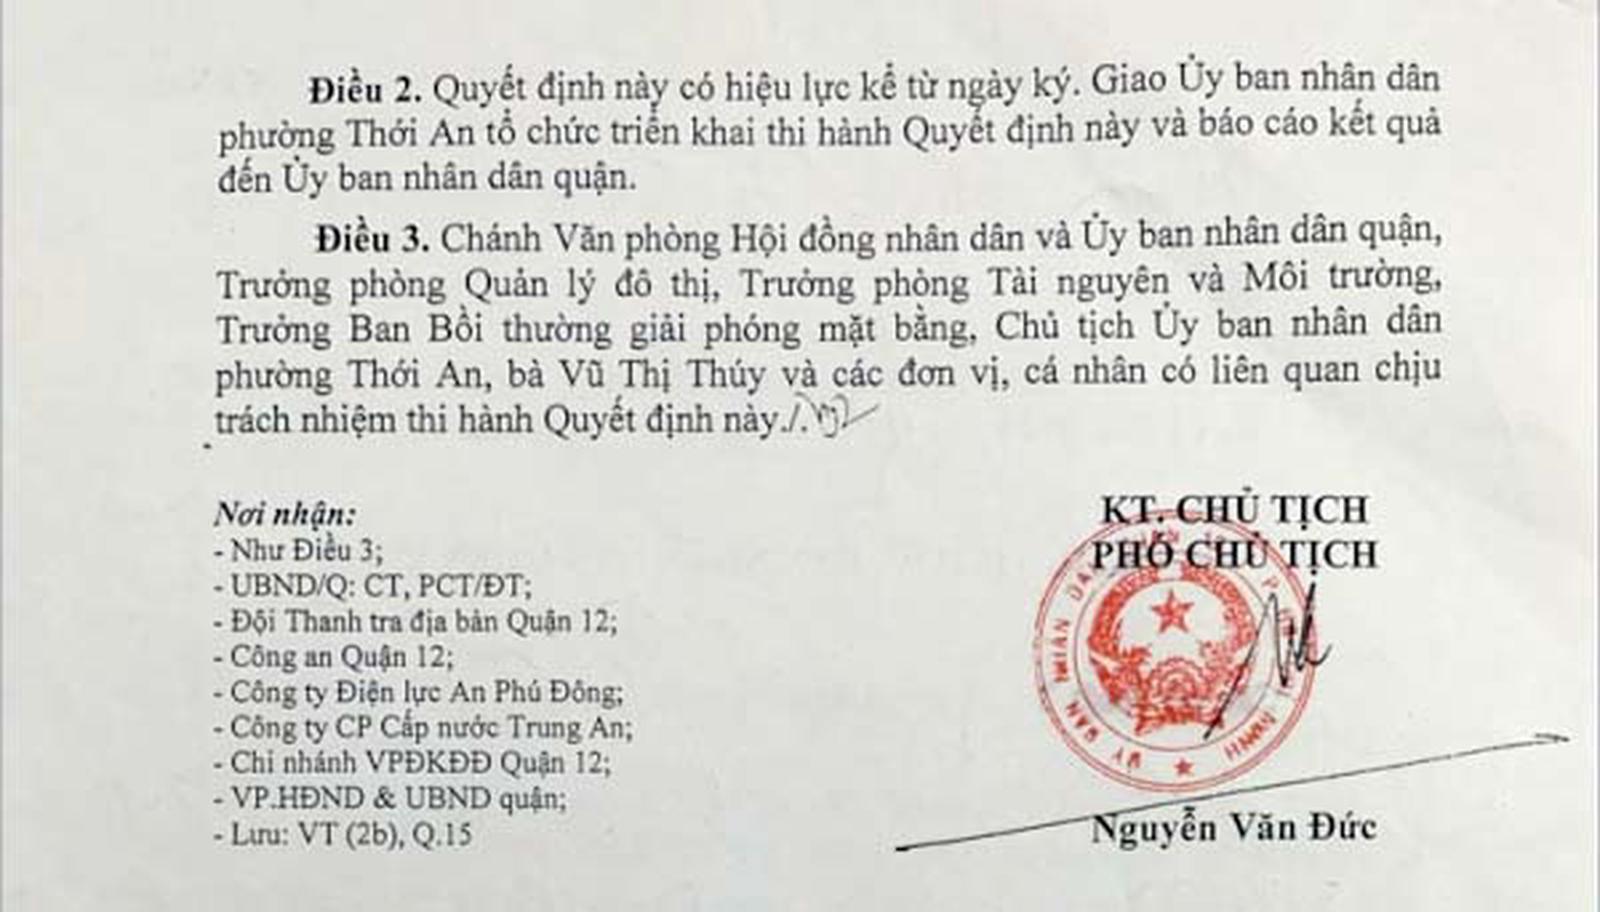 Điều 2. Quyết định này có hiệu lực kể từ ngày ký. Giao Ủy ban nhân dân
phường Thới An tổ chức triển khai thi hành Quyết định này và báo cáo kết quả
đến Ủy ban nhân dân quận.
Điều 3. Chánh Văn phòng Hội đồng nhân dân và Ủy ban nhân dân quận,
Trưởng phòng Quản lý đô thị, Trưởng phòng Tài nguyên và Môi trường,
Trưởng Ban Bồi thường giải phóng mặt bằng, Chủ tịch Ủy ban nhân dân
phường Thới An, bà Vũ Thị Thúy và các đơn vị, cá nhân có liên quan chịu
trách nhiệm thi hành Quyết định này./.
Nơi nhận:
- Như Điều 3;
- UBND/Q: CT, PCT/ĐT;
- Đội Thanh tra địa bàn Quận 12;
- Công an Quận 12;
- Công ty Điện lực An Phú Đông;
- Công ty CP Cấp nước Trung An;
- Chi nhánh VPĐKĐĐ Quận 12;
- VP.HĐND & UBND quận;
- Lưu: VT (2b), Q.15
KT. CHỦ TỊCH
PHÓ CHỦ TỊCH
ỦY BAN NHÂN DÂN
Nguyễn Văn Đức